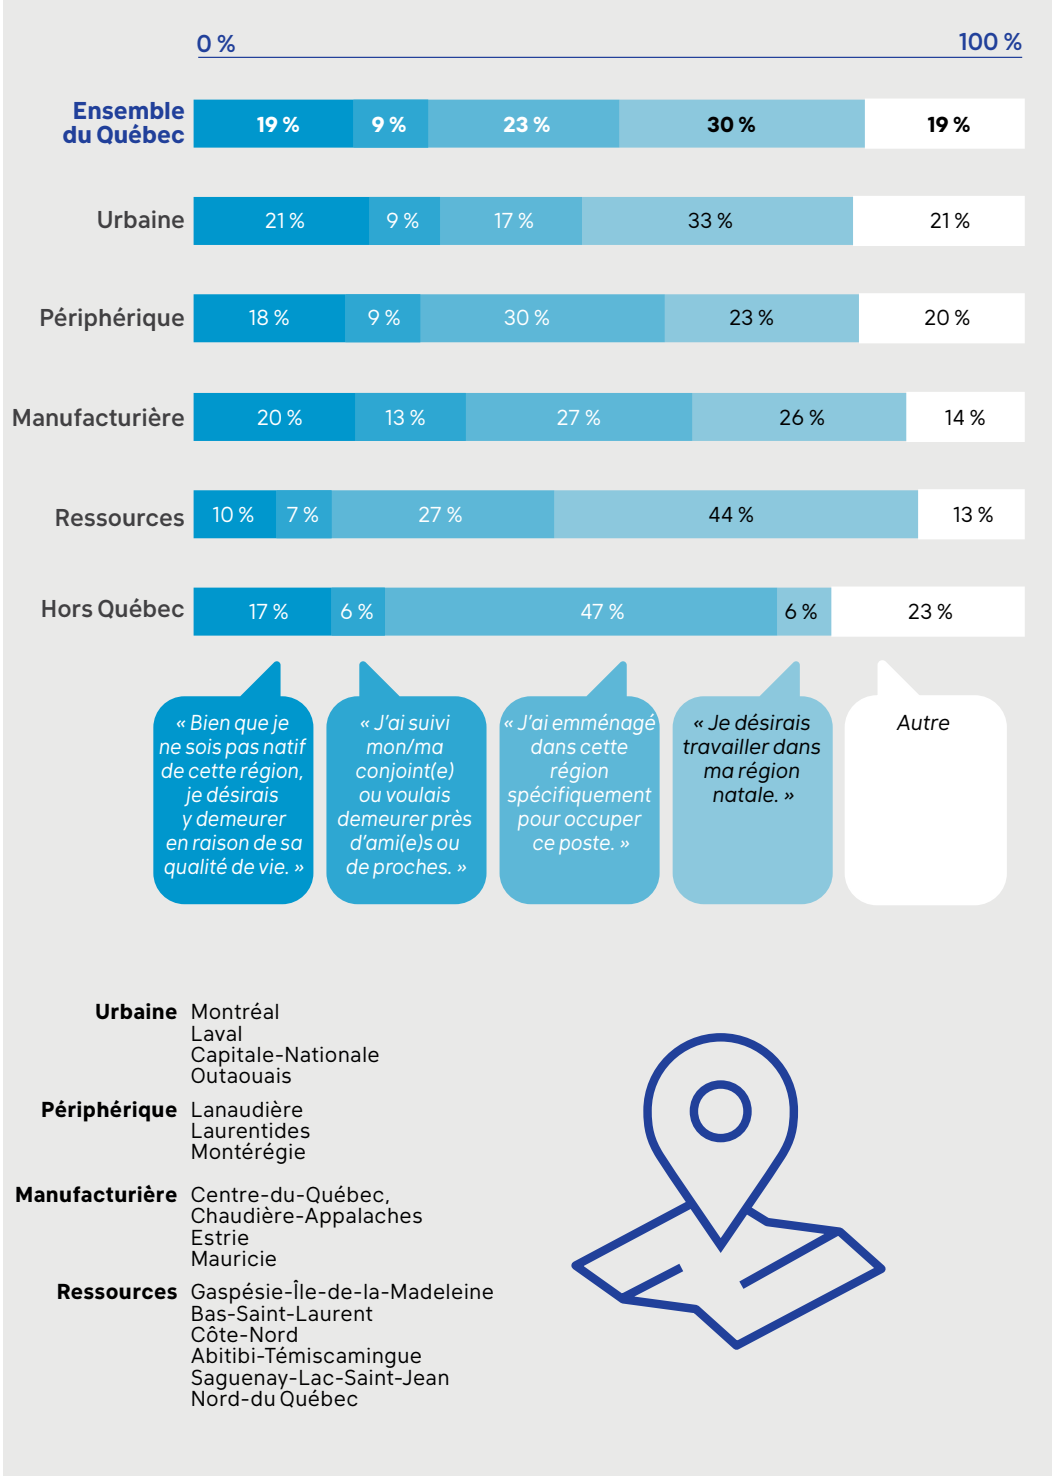 0 %
100 %
Ensemble
du Québec
19 %
9 %
23 %
30 %
19 %
Urbaine
21 %
9 %
17 %
33 %
21 %
Périphérique
18 %
9 %
30 %
23 %
20 %
Manufacturière
20 %
13 %
27 %
26 %
14 %
Ressources
10 %
7 %
27 %
44 %
13 %
Hors Québec
17 %
6 %
47 %
6 %
23 %
« Bien que je
ne sois pas natif
de cette région,
je désirais
y demeurer
en raison de sa
qualité de vie. »
« J'ai suivi
mon/ma
conjoint(e)
ou voulais
demeurer près
d'ami(e)s ou
de proches. »
« J'ai emménagé
dans cette
région
spécifiquement
pour occuper
ce poste. »
« Je désirais
travailler dans
ma région
natale. »
Autre
Urbaine
Montréal
Laval
Capitale-Nationale
Outaouais
Périphérique
Lanaudière
Laurentides
Montérégie
Manufacturière
Centre-du-Québec,
Chaudière-Appalaches
Estrie
Mauricie
Ressources
Gaspésie-Île-de-la-Madeleine
Bas-Saint-Laurent
Côte-Nord
Abitibi-Témiscamingue
Saguenay-Lac-Saint-Jean
Nord-du Québec